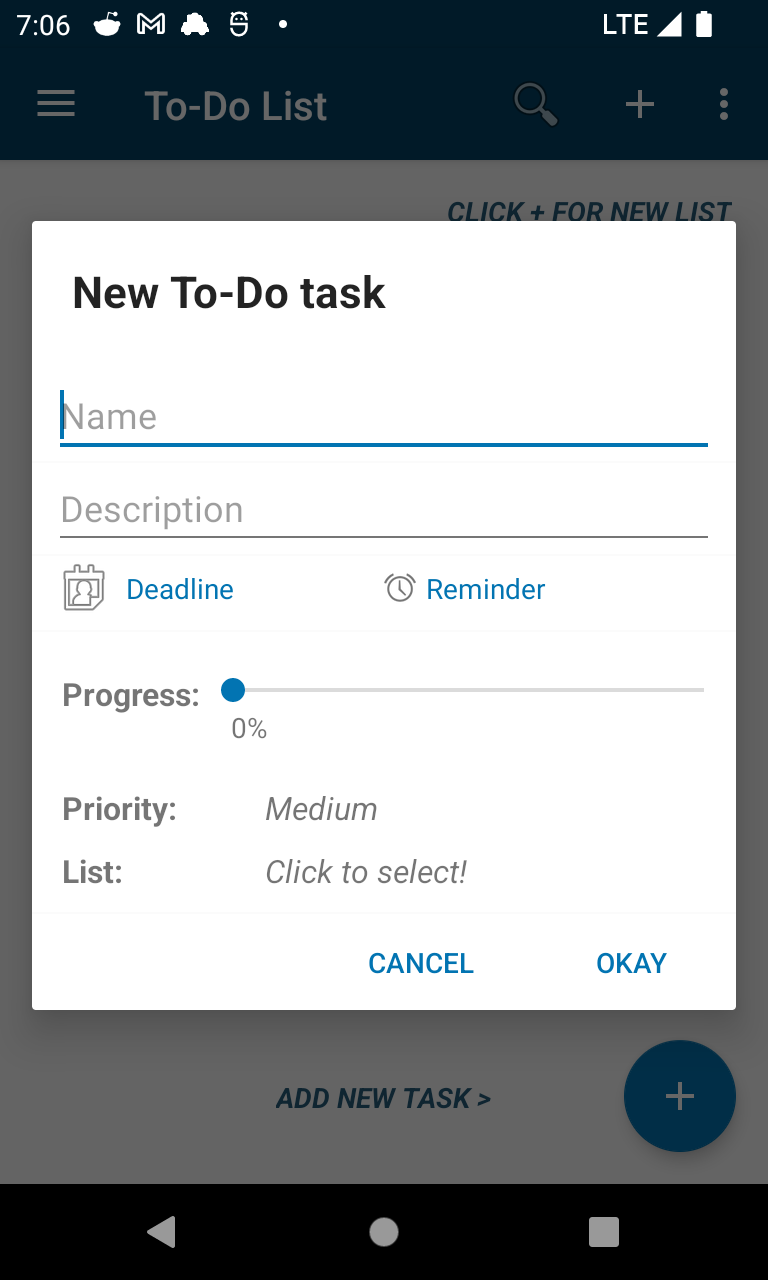 7:06
LTE
To-Do List
CLICK + FOR NEW LIST
New To-Do task
Name
Description
Deadline
Reminder
Progress:
0%
Priority: Medium
List: Click to select!
CANCEL
OKAY
ADD NEW TASK >